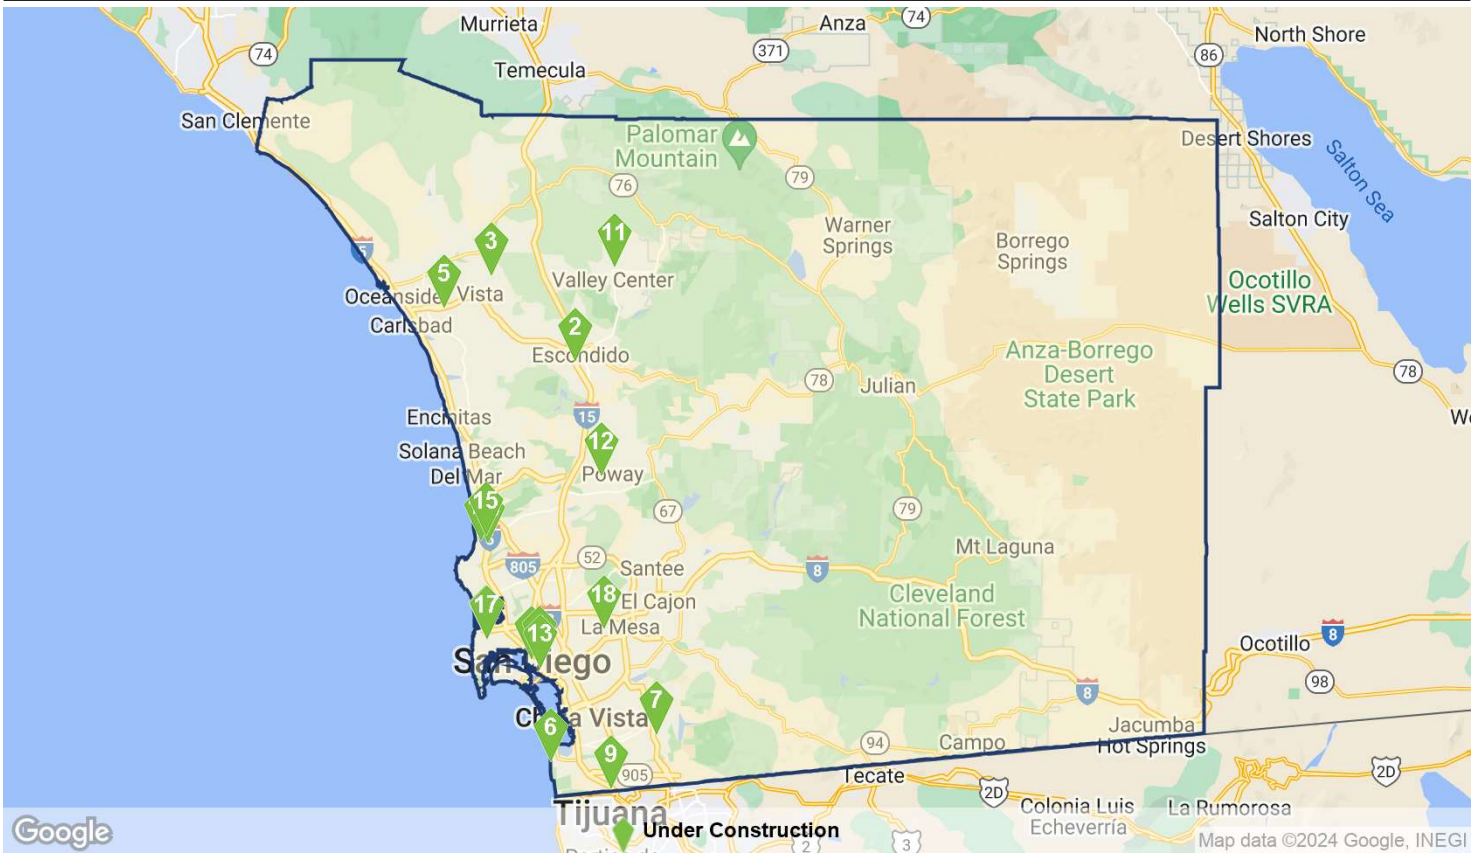 Murrieta
Anza
74
North Shore
74
371
86
Temecula
San Clemente
Palomar
Mountain
Desert Shores
Salton Sea
76
79
Warner
Springs
Salton City
Borrego
Springs
3
11
5
5
Valley Center
Ocotillo
Wells SVRA
Oceanside
Vista
Carlsbad
2
Escondido
Anza-Borrego
Desert
State Park
78
Julian
78
Encinitas
15
Solana Beach
Del Mar
12
Poway
15
67
79
Mt Laguna
805
52
Santee
8
Cleveland
National Forest
17
18
El Cajon
La Mesa
13
San Diego
8
Ocotillo
98
7
8
Chula Vista
6
Jacumba
Hot Springs
94
Campo
9
905
Tecate
2D
2D
Tijuana
Colonia Luis
Echeverría
La Rumorosa
Google
Under Construction
2
3
Map data ©2024 Google, INEGI